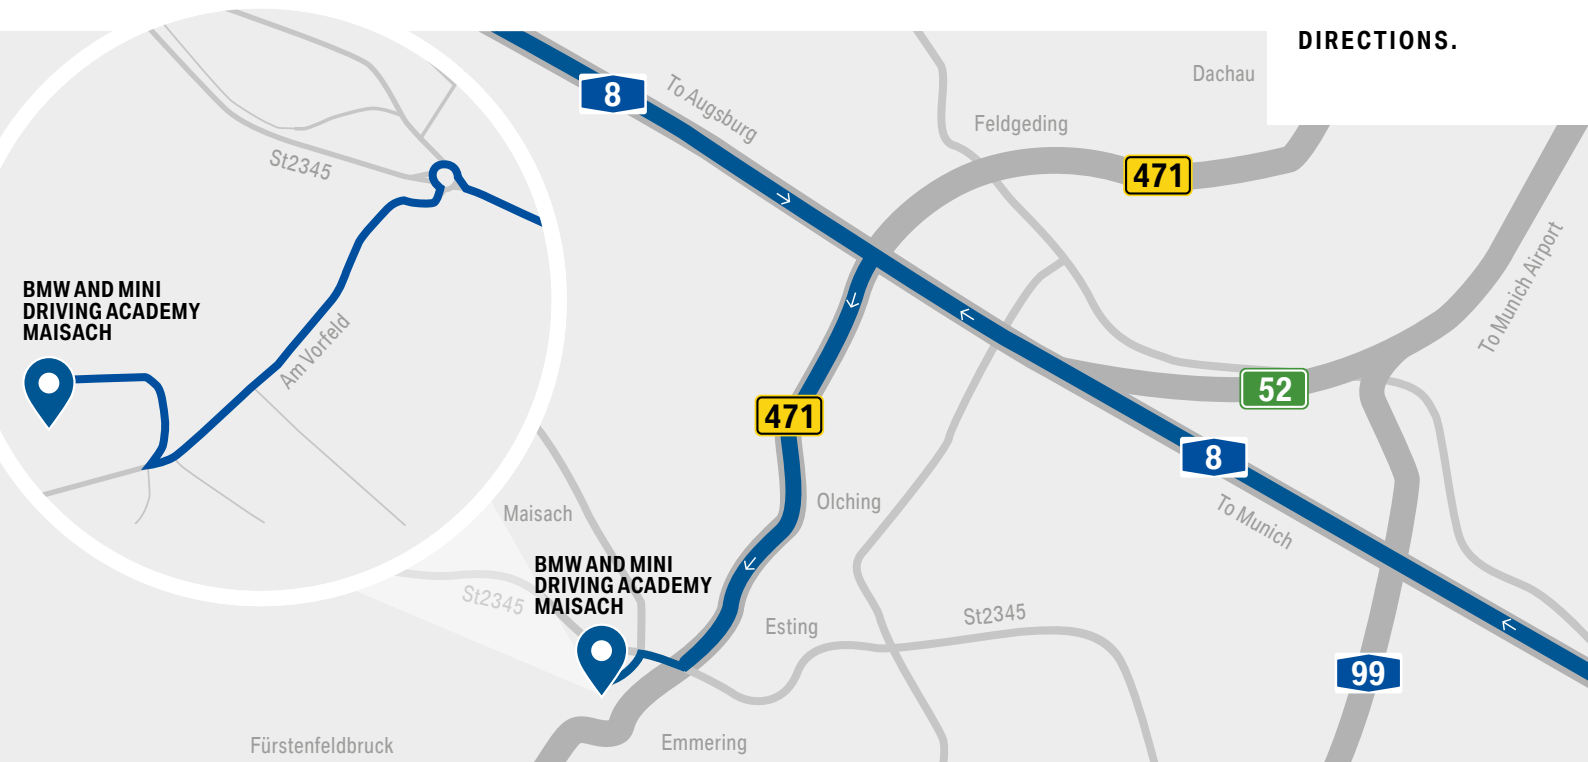 DIRECTIONS.
Dachau
8
To Augsburg
Feldgeding
471
St2345
To Munich Airport
BMW AND MINI
DRIVING ACADEMY
MAISACH
Am Vorfeld
52
471
8
Olching
To Munich
Maisach
BMW AND MINI
DRIVING ACADEMY
MAISACH
St2345
Esting
St2345
99
Fürstenfeldbruck
Emmering